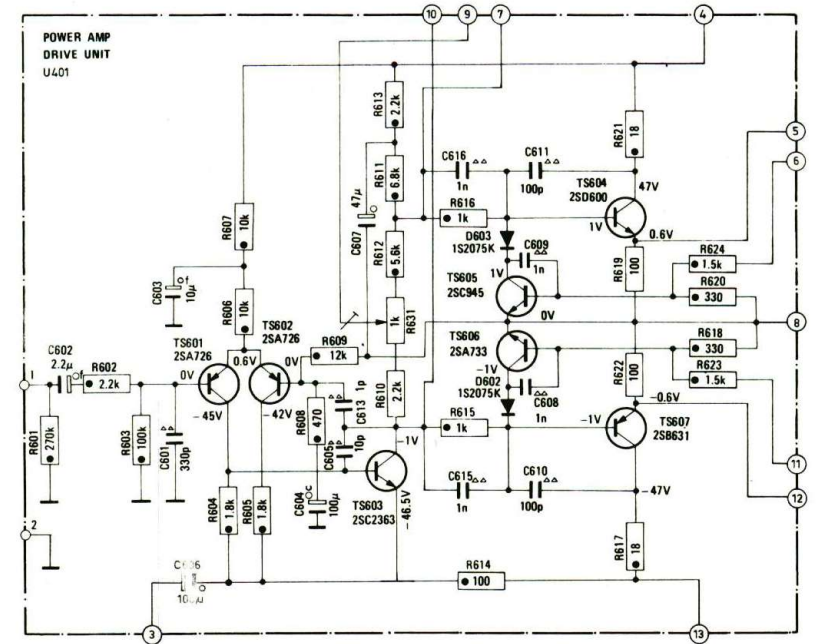 10
9
7
4
POWER AMP
DRIVE UNIT
U401
R613
2.2k
R621
18
5
6
C616
1n
C611
100p
47V
TS604
2SD600
R611
6.8k
47μ
C607
R616
1k
1V
0.6V
R607
10k
D603
1S2075K
C609
1n
R612
5.6k
R619
100
R624
1.5k
R620
330
C603
10μ
f
1V
TS605
2SC945
0V
8
R606
10k
R631
1k
TS601
2SA726
TS602
2SA726
R609
12k
TS606
2SA733
R618
330
R623
1.5k
C602
2.2μ
f
0.6V
0V
0V
-1V
R622
100
1
R602
2.2k
-45V
-42V
R608
470
1p
C613
R610
2.2k
D602
1S2075K
C608
1n
-0.6V
R601
270k
R603
100k
C601
330p
10p
C605
R615
1k
-1V
TS607
2SB631
-1V
11
12
C604
100μ
c
TS603
2SC2363
-46.5V
C615
1n
C610
100p
-47V
R604
1.8k
R605
1.8k
2
R617
18
R614
100
3
13